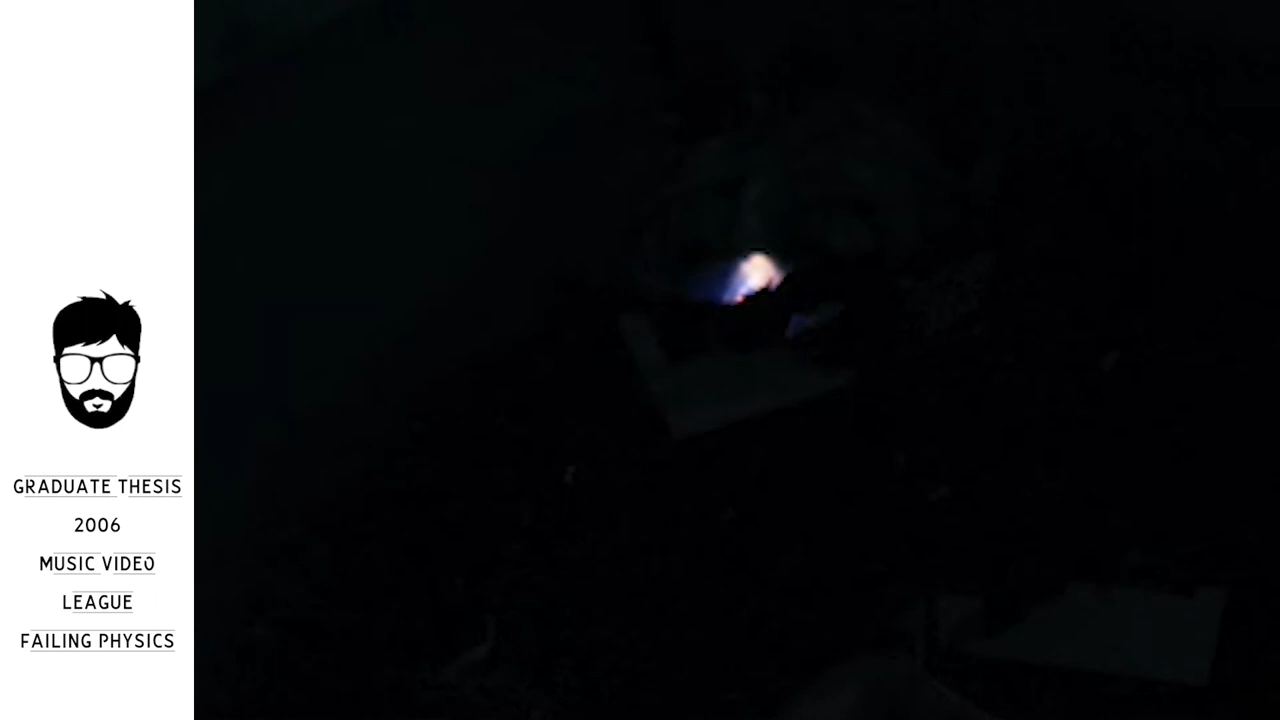 GRADUATE THESIS
2006
MUSIC VIDEO
LEAGUE
FAILING PHYSICS